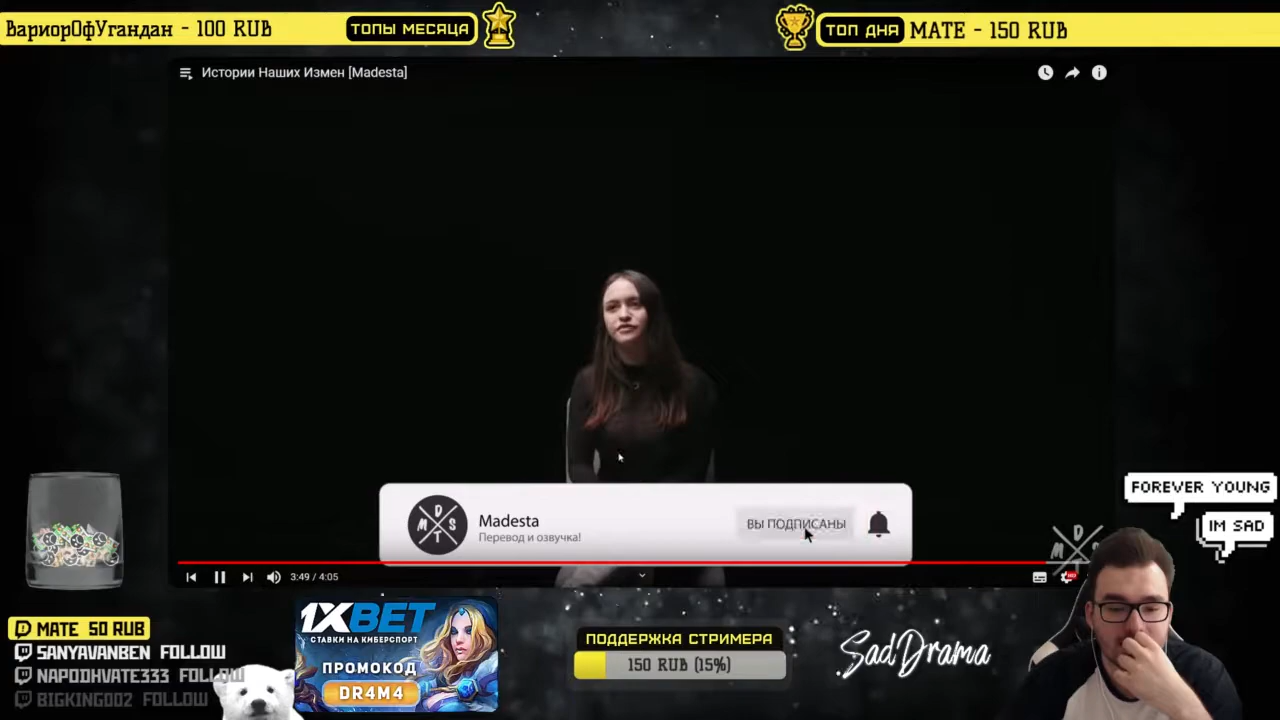 ВариорОфУгандан - 100 RUB
ТОПЫ МЕСЯЦА
ТОП ДНЯ
MATE - 150 RUB
Истории Наших Измен [Madesta]
FOREVER YOUNG
IM SAD
M D S T
Madesta
Перевод и озвучка!
ВЫ ПОДПИСАНЫ
3:49 / 4:05
HD
MATE 50 RUB
SANYAVANBEN FOLLOW
NAPODHVATE333 FOLLOW
BIGKING002 FOLLOW
1XBET
СТАВКИ НА КИБЕРСПОРТ
ПРОМОКОД
DR4M4
ПОДДЕРЖКА СТРИМЕРА
150 RUB (15%)
SadDrama